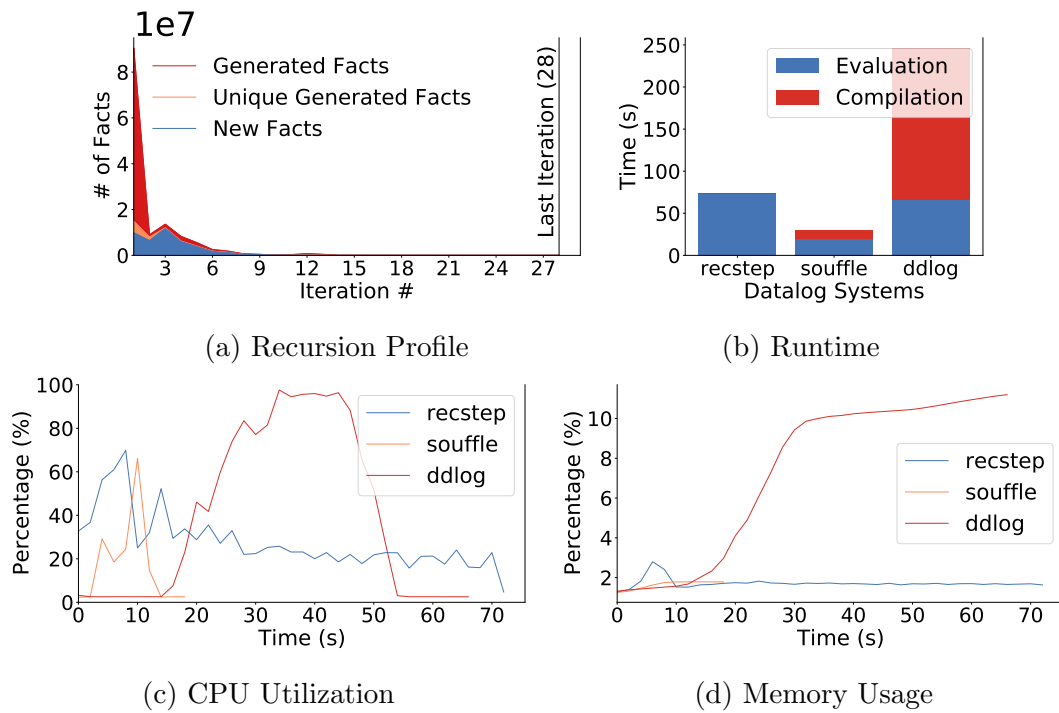 1e7
8
6
4
2
0
# of Facts
Generated Facts
Unique Generated Facts
New Facts
Last Iteration (28)
3 6 9 12 15 18 21 24 27
Iteration #
(a) Recursion Profile
250
200
150
100
50
0
Time (s)
Evaluation
Compilation
recstep souffle ddlog
Datalog Systems
(b) Runtime
100
80
60
40
20
0
Percentage (%)
recstep
souffle
ddlog
0 10 20 30 40 50 60 70
Time (s)
(c) CPU Utilization
10
8
6
4
2
Percentage (%)
recstep
souffle
ddlog
0 10 20 30 40 50 60 70
Time (s)
(d) Memory Usage